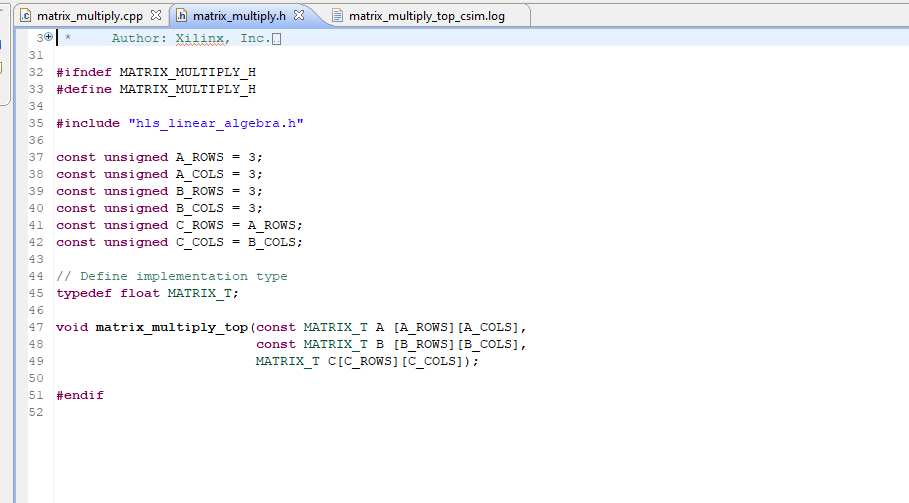 matrix_multiply.cpp matrix_multiply.h matrix_multiply_top_csim.log
3 * Author: Xilinx, Inc.
31
32 #ifndef MATRIX_MULTIPLY_H
33 #define MATRIX_MULTIPLY_H
34
35 #include "hls_linear_algebra.h"
36
37 const unsigned A_ROWS = 3;
38 const unsigned A_COLS = 3;
39 const unsigned B_ROWS = 3;
40 const unsigned B_COLS = 3;
41 const unsigned C_ROWS = A_ROWS;
42 const unsigned C_COLS = B_COLS;
43
44 // Define implementation type
45 typedef float MATRIX_T;
46
47 void matrix_multiply_top(const MATRIX_T A [A_ROWS][A_COLS],
48 const MATRIX_T B [B_ROWS][B_COLS],
49 MATRIX_T C[C_ROWS][C_COLS]);
50
51 #endif
52